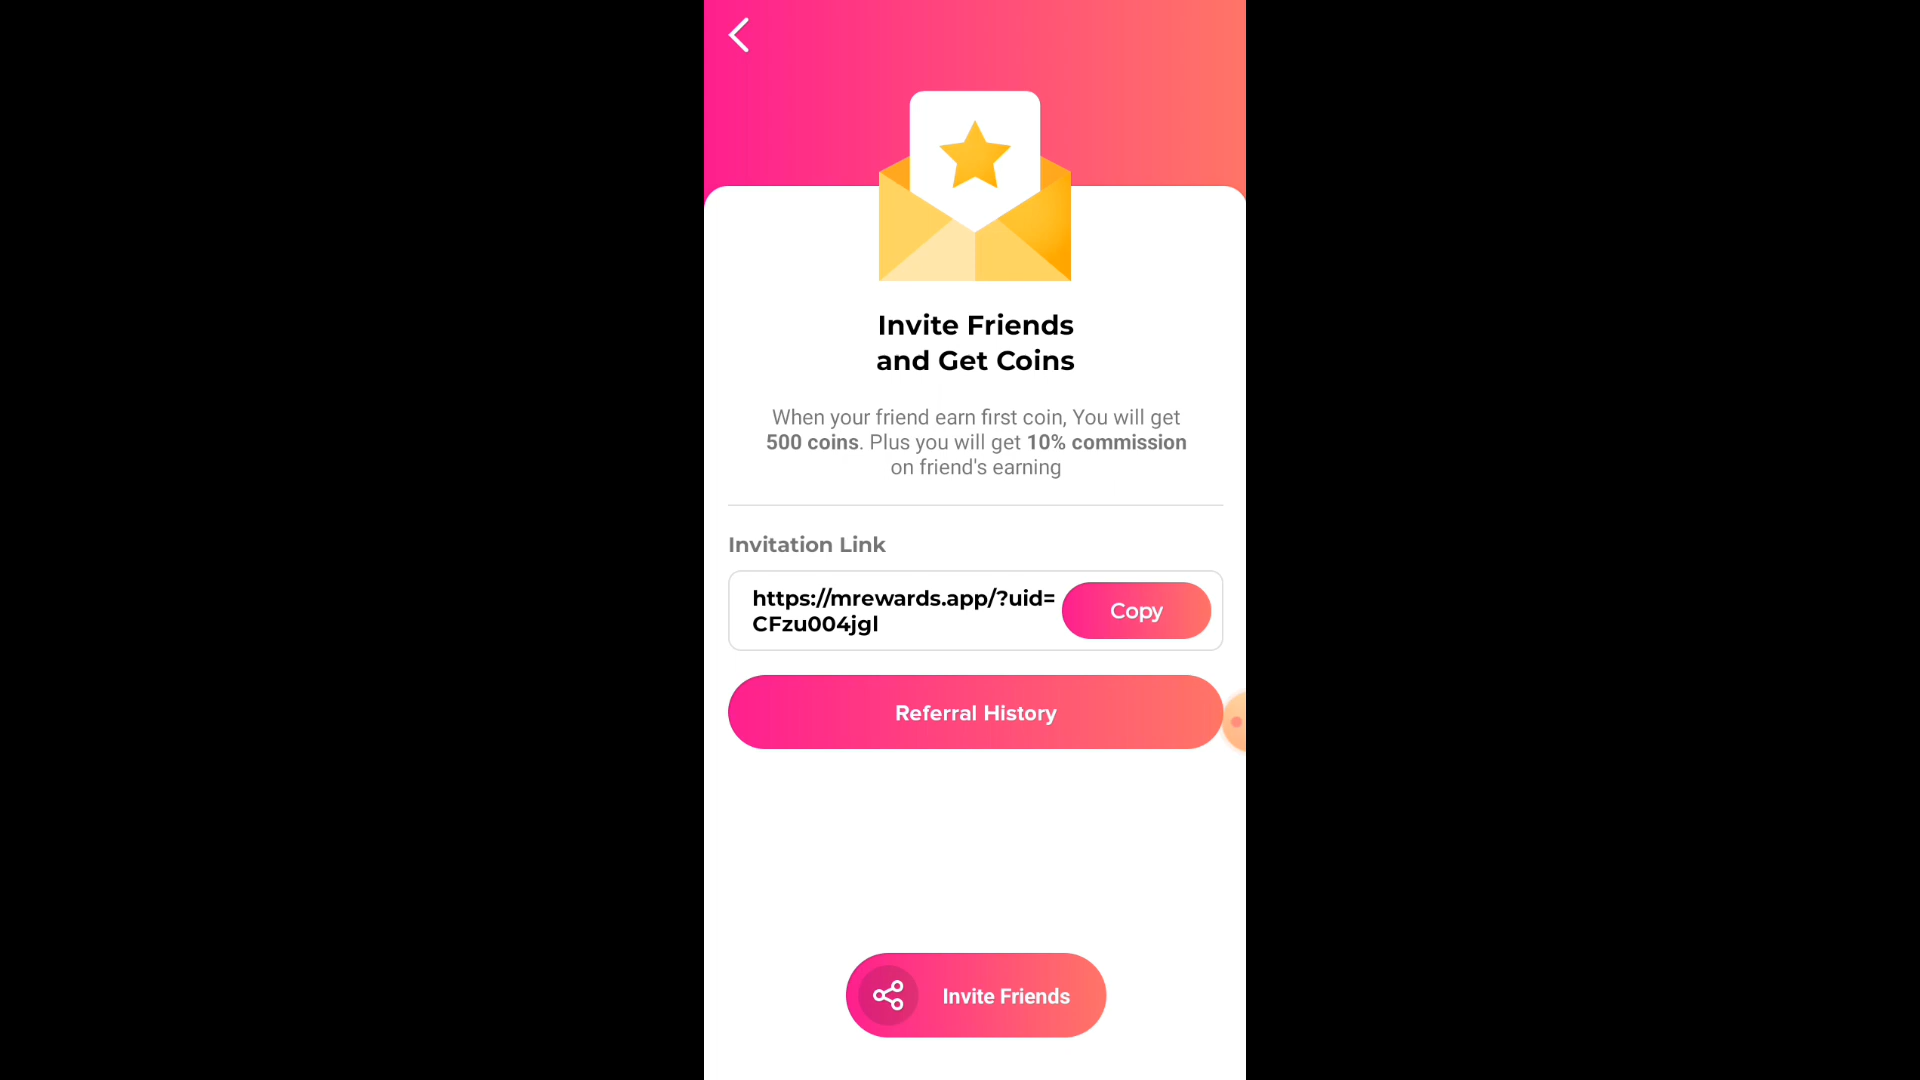 Invite Friends
and Get Coins
When your friend earn first coin, You will get
500 coins. Plus you will get 10% commission
on friend's earning
Invitation Link
https://mrewards.app/?uid=
CFzu004jgl
Copy
Referral History
Invite Friends